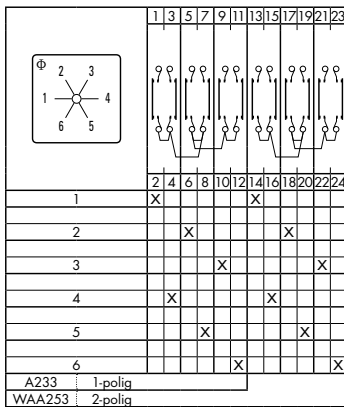 1 3 5 7 9 11 13 15 17 19 21 23
Φ
2 3
1 4
6 5
2 4 6 8 10 12 14 16 18 20 22 24
1 X X
2 X X
3 X X
4 X X
5 X X
6 X X
A233 1-polig
WAA253 2-polig